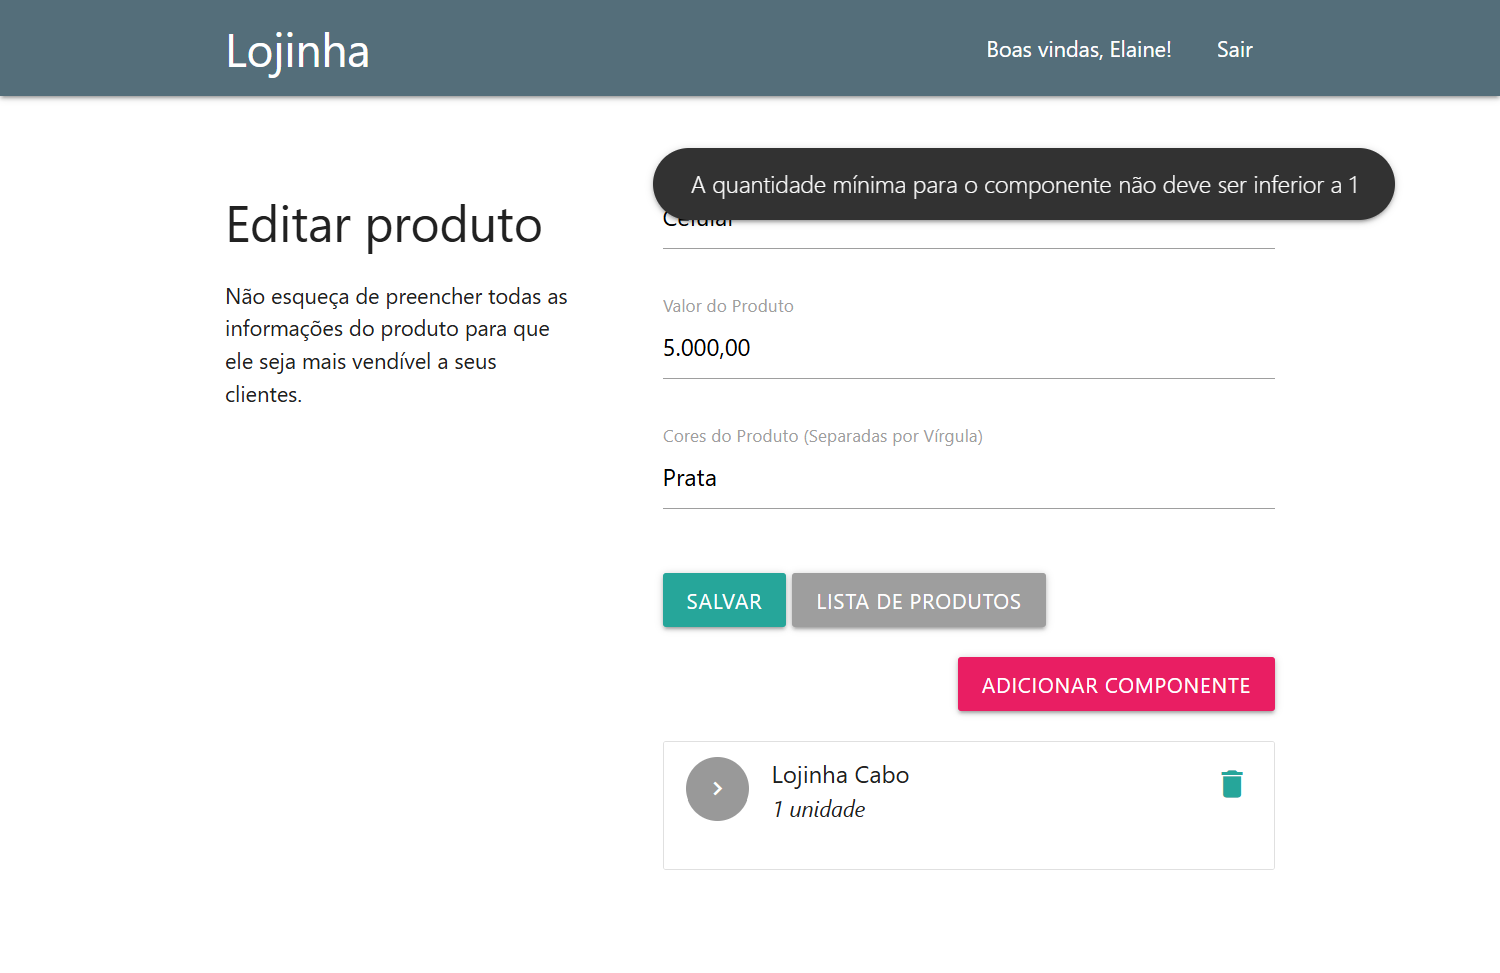 Lojinha
Boas vindas, Elaine!
Sair
A quantidade mínima para o componente não deve ser inferior a 1
Editar produto
Não esqueça de preencher todas as
informações do produto para que
ele seja mais vendível a seus
clientes.
Celular
Valor do Produto
5.000,00
Cores do Produto (Separadas por Vírgula)
Prata
SALVAR
LISTA DE PRODUTOS
ADICIONAR COMPONENTE
Lojinha Cabo
1 unidade